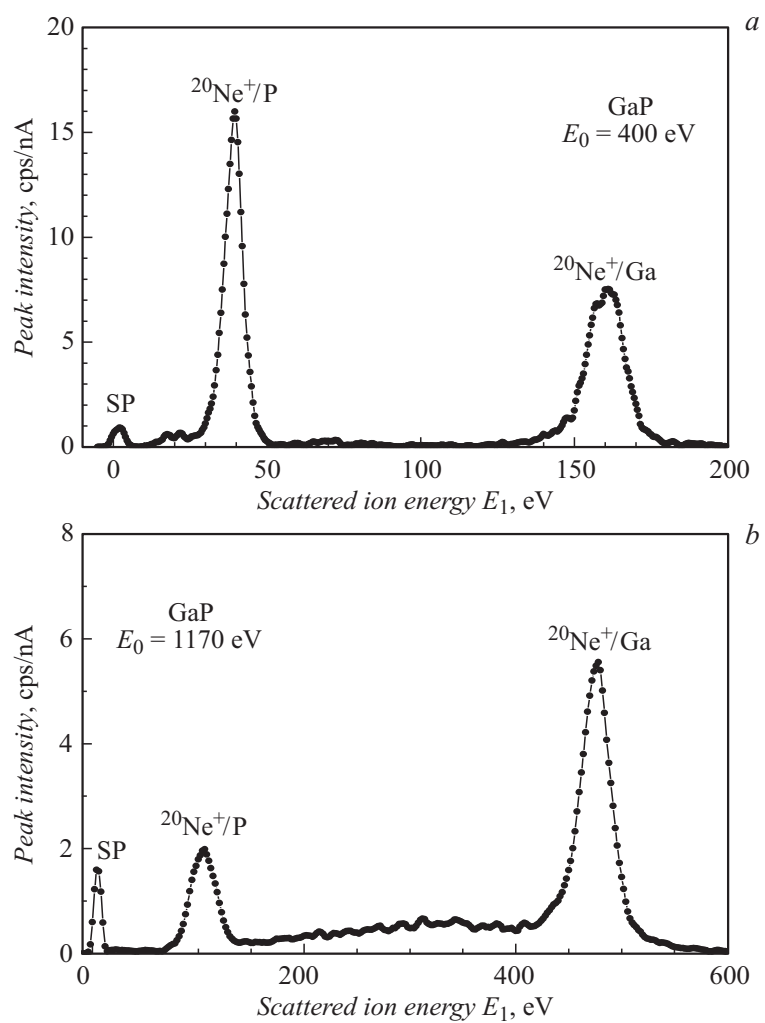 a
20
15
10
5
0
Peak intensity, cps/nA
²⁰Ne⁺/P
GaP
E₀ = 400 eV
²⁰Ne⁺/Ga
SP
0 50 100 150 200
Scattered ion energy E₁, eV
b
8
6
4
2
0
Peak intensity, cps/nA
GaP
E₀ = 1170 eV
²⁰Ne⁺/Ga
²⁰Ne⁺/P
SP
0 200 400 600
Scattered ion energy E₁, eV